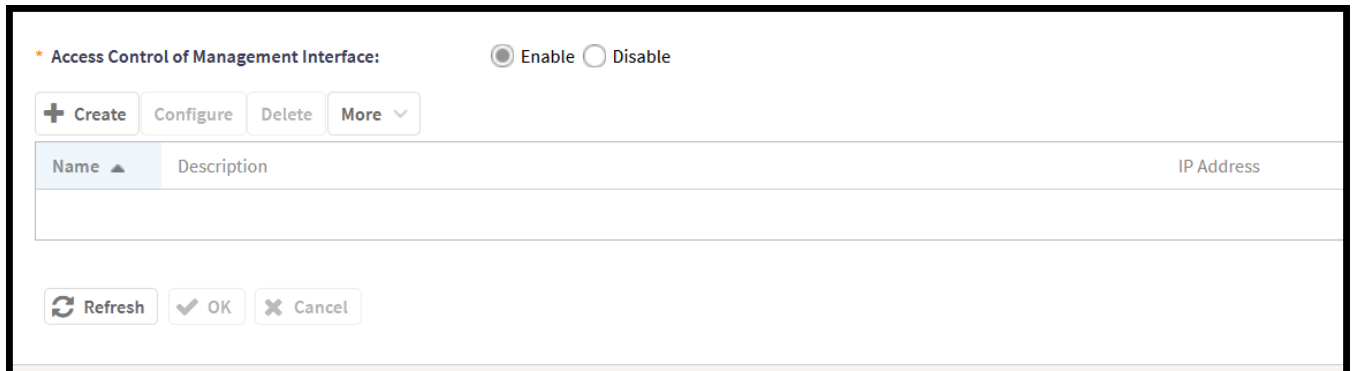 * Access Control of Management Interface: Enable Disable
Create Configure Delete More
Name Description IP Address
Refresh OK Cancel